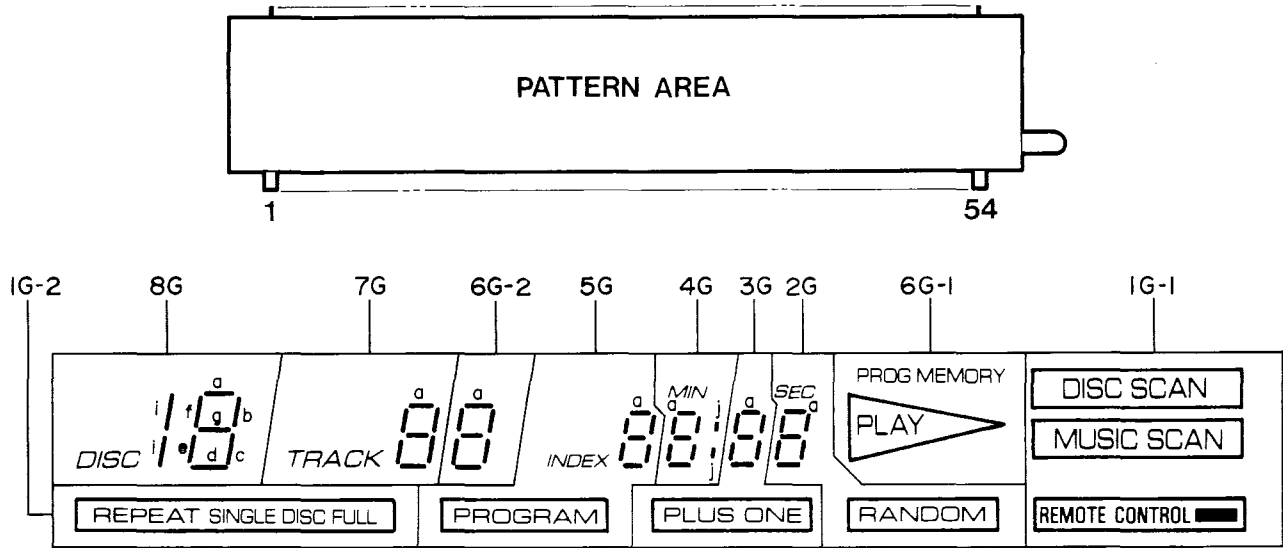 PATTERN AREA
1 54
1G-2 8G 7G 6G-2 5G 4G 3G 2G 6G-1 1G-1
DISC i i a f g b e d c
TRACK a a
INDEX a MIN a j j a SEC a
PROG MEMORY
PLAY
DISC SCAN
MUSIC SCAN
REPEAT SINGLE DISC FULL PROGRAM PLUS ONE RANDOM REMOTE CONTROL